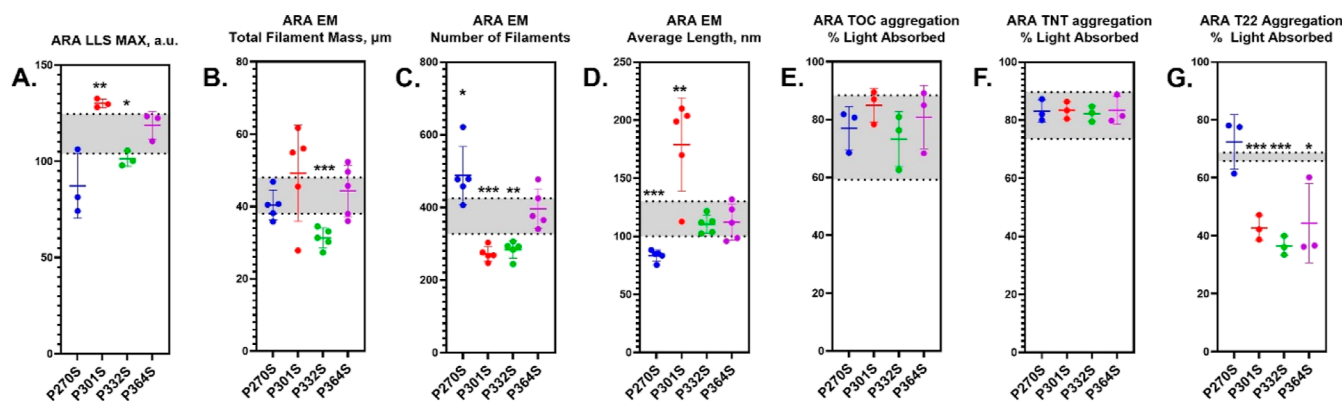 A.
ARA LLS MAX, a.u.
150
100
50
0
**
*
P270S
P301S
P332S
P364S
B.
ARA EM
Total Filament Mass, µm
80
60
40
20
0
***
P270S
P301S
P332S
P364S
C.
ARA EM
Number of Filaments
800
600
400
200
0
*
***
**
P270S
P301S
P332S
P364S
D.
ARA EM
Average Length, nm
250
200
150
100
50
0
***
**
P270S
P301S
P332S
P364S
E.
ARA TOC aggregation
% Light Absorbed
100
80
60
40
20
0
P270S
P301S
P332S
P364S
F.
ARA TNT aggregation
% Light Absorbed
100
80
60
40
20
0
P270S
P301S
P332S
P364S
G.
ARA T22 Aggregation
% Light Absorbed
100
80
60
40
20
0
***
***
*
P270S
P301S
P332S
P364S